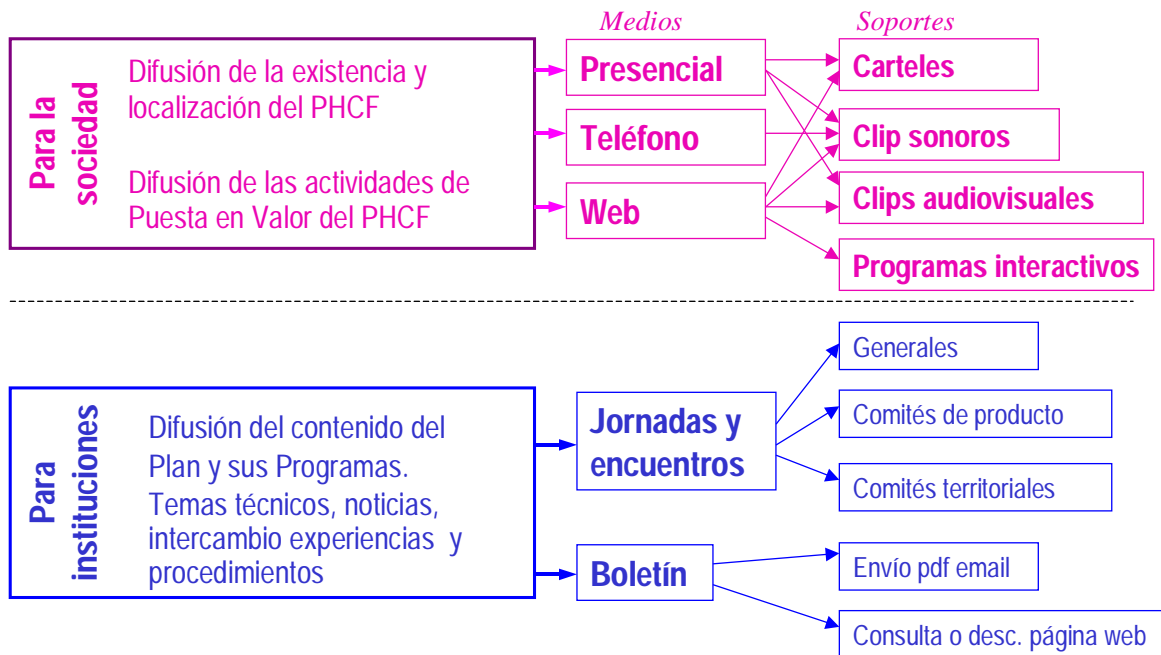 Medios
Soportes
Para la
sociedad
Difusión de la existencia y
localización del PHCF
Difusión de las actividades de
Puesta en Valor del PHCF
Presencial
Teléfono
Web
Carteles
Clip sonoros
Clips audiovisuales
Programas interactivos
Para
instituciones
Difusión del contenido del
Plan y sus Programas.
Temas técnicos, noticias,
intercambio experiencias y
procedimientos
Jornadas y
encuentros
Boletín
Generales
Comités de producto
Comités territoriales
Envío pdf email
Consulta o desc. página web